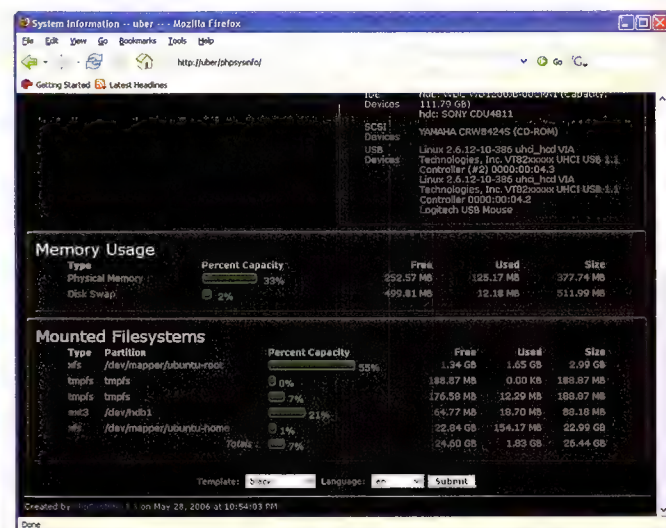 System Information -- uber -- - Mozilla Firefox
File Edit View Go Bookmarks Tools Help
http://uber/phpsysinfo/
Go
Getting Started Latest Headlines
IDE Devices
111.79 GB)
hdc: SONY CDU4811
SCSI Devices
YAMAHA CRW8424S (CD-ROM)
USB Devices
Linux 2.6.12-10-386 uhci_hcd VIA
Technologies, Inc. VT82xxxxx UHCI USB 1.1
Controller (#2) 0000:00:04.3
Linux 2.6.12-10-386 uhci_hcd VIA
Technologies, Inc. VT82xxxxx UHCI USB 1.1
Controller 0000:00:04.2
Logitech USB Mouse
Memory Usage
Type Percent Capacity Free Used Size
Physical Memory 33% 252.57 MB 125.17 MB 377.74 MB
Disk Swap 2% 499.81 MB 12.18 MB 511.99 MB
Mounted Filesystems
Type Partition Percent Capacity Free Used Size
xfs /dev/mapper/ubuntu-root 55% 1.34 GB 1.65 GB 2.99 GB
tmpfs tmpfs 0% 188.87 MB 0.00 KB 188.87 MB
tmpfs tmpfs 7% 176.58 MB 12.29 MB 188.87 MB
ext3 /dev/hdb1 21% 64.77 MB 18.70 MB 88.18 MB
xfs /dev/mapper/ubuntu-home 1% 22.84 GB 154.17 MB 22.99 GB
Totals : 7% 24.60 GB 1.83 GB 26.44 GB
Template: black Language: en Submit
Created by on May 28, 2006 at 10:54:03 PM
Done